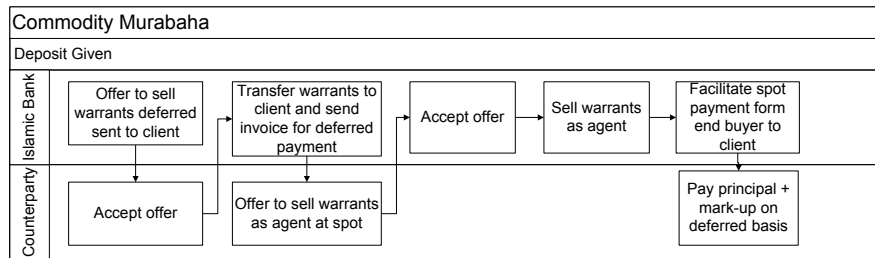 Commodity Murabaha
Deposit Given
Islamic Bank
Offer to sell
warrants deferred
sent to client
Transfer warrants to
client and send
invoice for deferred
payment
Accept offer
Sell warrants
as agent
Facilitate spot
payment form
end buyer to
client
Counterparty
Accept offer
Offer to sell warrants
as agent at spot
Pay principal +
mark-up on
deferred basis